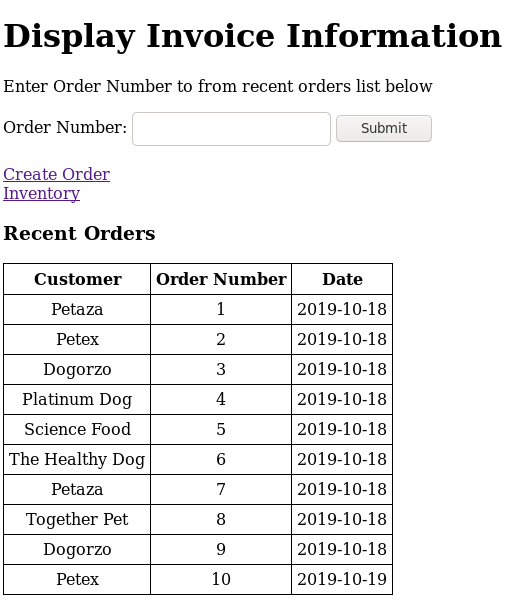 Display Invoice Information
Enter Order Number to from recent orders list below
Order Number: Submit
Create Order
Inventory
Recent Orders
Customer Order Number Date
Petaza 1 2019-10-18
Petex 2 2019-10-18
Dogorzo 3 2019-10-18
Platinum Dog 4 2019-10-18
Science Food 5 2019-10-18
The Healthy Dog 6 2019-10-18
Petaza 7 2019-10-18
Together Pet 8 2019-10-18
Dogorzo 9 2019-10-18
Petex 10 2019-10-19